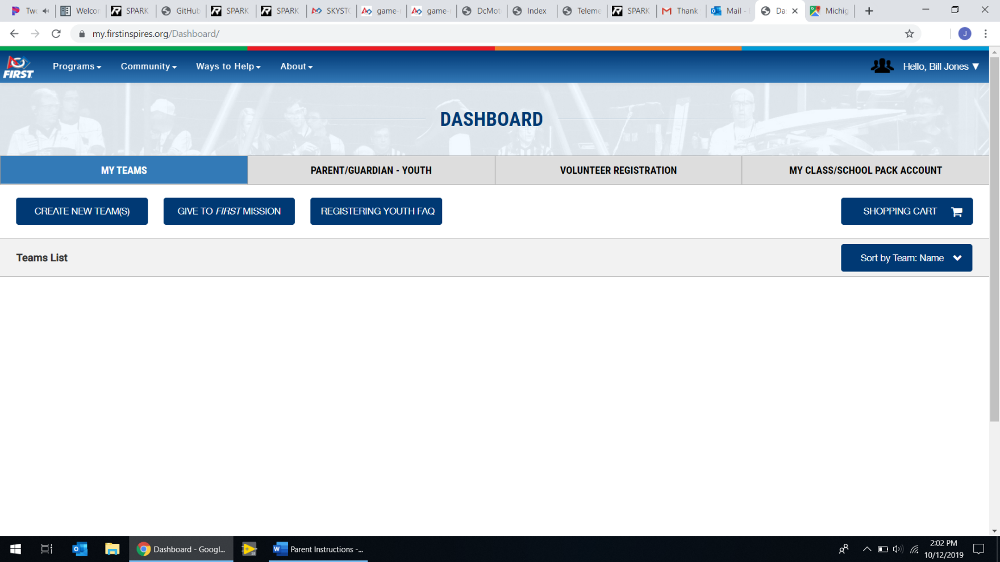 Two
Welcon
SPARK
GitHub
SPARK
SPARK
SKYST
game-
game-
DcMot
Index
Teleme
SPARK
Thank
Mail -
Da
Michig
my.firstinspires.org/Dashboard/
J
FIRST
Programs
Community
Ways to Help
About
Hello, Bill Jones ▼
DASHBOARD
MY TEAMS
PARENT/GUARDIAN - YOUTH
VOLUNTEER REGISTRATION
MY CLASS/SCHOOL PACK ACCOUNT
CREATE NEW TEAM(S)
GIVE TO FIRST MISSION
REGISTERING YOUTH FAQ
SHOPPING CART
Teams List
Sort by Team: Name
Dashboard - Googl...
Parent Instructions -...
2:02 PM
10/12/2019